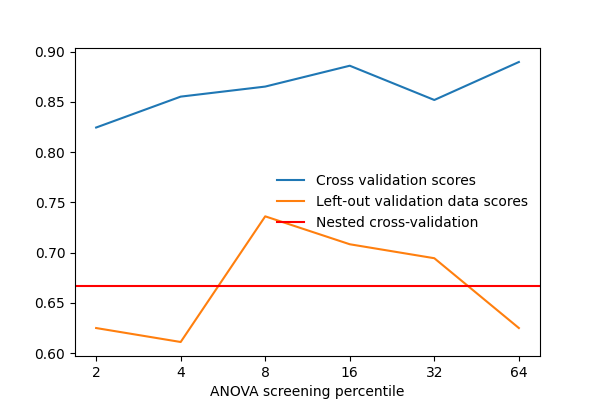 0.90
0.85
0.80
0.75
0.70
0.65
0.60
Cross validation scores
Left-out validation data scores
Nested cross-validation
2 4 8 16 32 64
ANOVA screening percentile